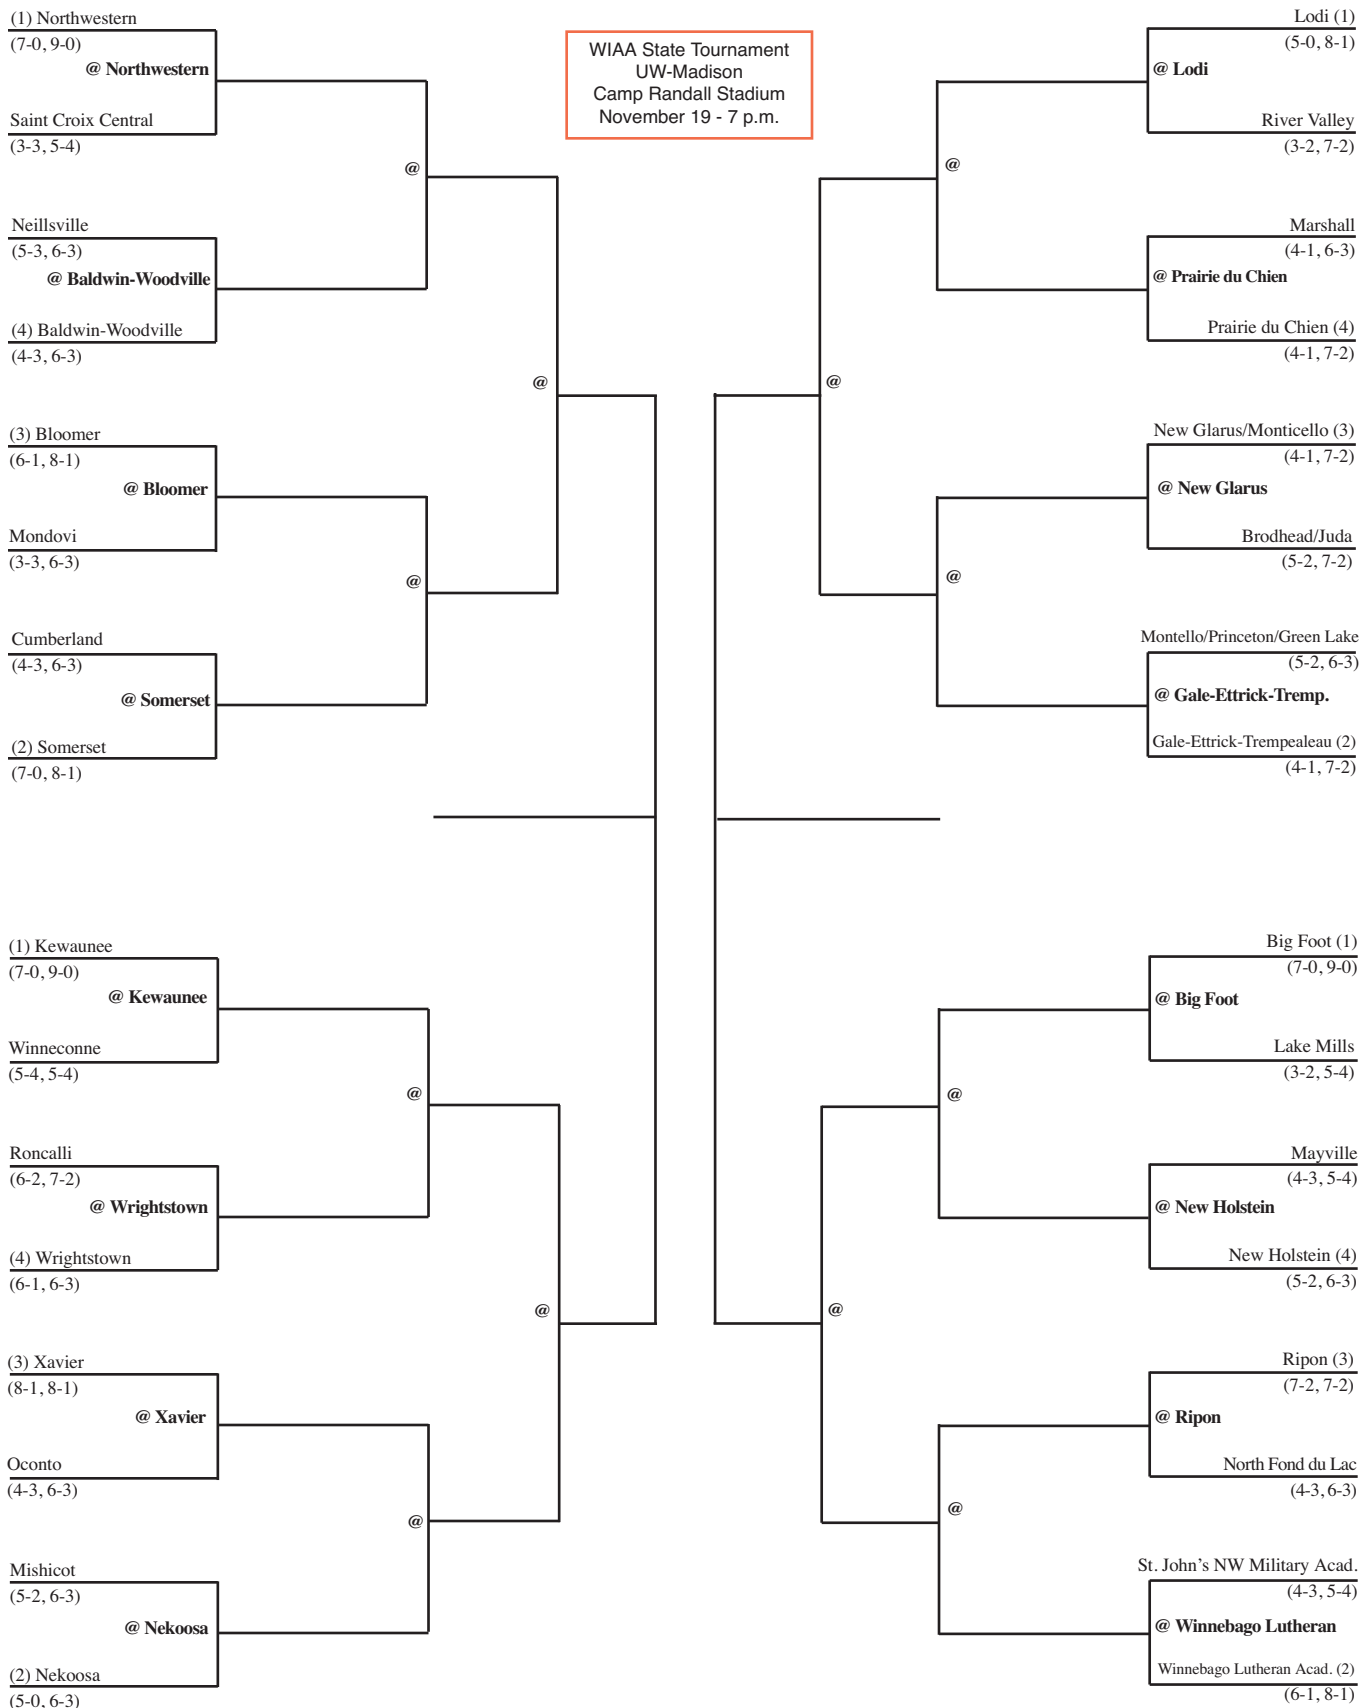 (1) Northwestern
(7-0, 9-0)
@ Northwestern
Saint Croix Central
(3-3, 5-4)
@
Neillsville
(5-3, 6-3)
@ Baldwin-Woodville
(4) Baldwin-Woodville
(4-3, 6-3)
@
(3) Bloomer
(6-1, 8-1)
@ Bloomer
Mondovi
(3-3, 6-3)
@
Cumberland
(4-3, 6-3)
@ Somerset
(2) Somerset
(7-0, 8-1)
(1) Kewaunee
(7-0, 9-0)
@ Kewaunee
Winneconne
(5-4, 5-4)
@
Roncalli
(6-2, 7-2)
@ Wrightstown
(4) Wrightstown
(6-1, 6-3)
@
(3) Xavier
(8-1, 8-1)
@ Xavier
Oconto
(4-3, 6-3)
@
Mishicot
(5-2, 6-3)
@ Nekoosa
(2) Nekoosa
(5-0, 6-3)
WIAA State Tournament
UW-Madison
Camp Randall Stadium
November 19 - 7 p.m.
Lodi (1)
(5-0, 8-1)
@ Lodi
River Valley
(3-2, 7-2)
@
Marshall
(4-1, 6-3)
@ Prairie du Chien
Prairie du Chien (4)
(4-1, 7-2)
@
New Glarus/Monticello (3)
(4-1, 7-2)
@ New Glarus
Brodhead/Juda
(5-2, 7-2)
@
Montello/Princeton/Green Lake
(5-2, 6-3)
@ Gale-Ettrick-Tremp.
Gale-Ettrick-Trempealeau (2)
(4-1, 7-2)
Big Foot (1)
(7-0, 9-0)
@ Big Foot
Lake Mills
(3-2, 5-4)
@
Mayville
(4-3, 5-4)
@ New Holstein
New Holstein (4)
(5-2, 6-3)
@
Ripon (3)
(7-2, 7-2)
@ Ripon
North Fond du Lac
(4-3, 6-3)
@
St. John's NW Military Acad.
(4-3, 5-4)
@ Winnebago Lutheran
Winnebago Lutheran Acad. (2)
(6-1, 8-1)